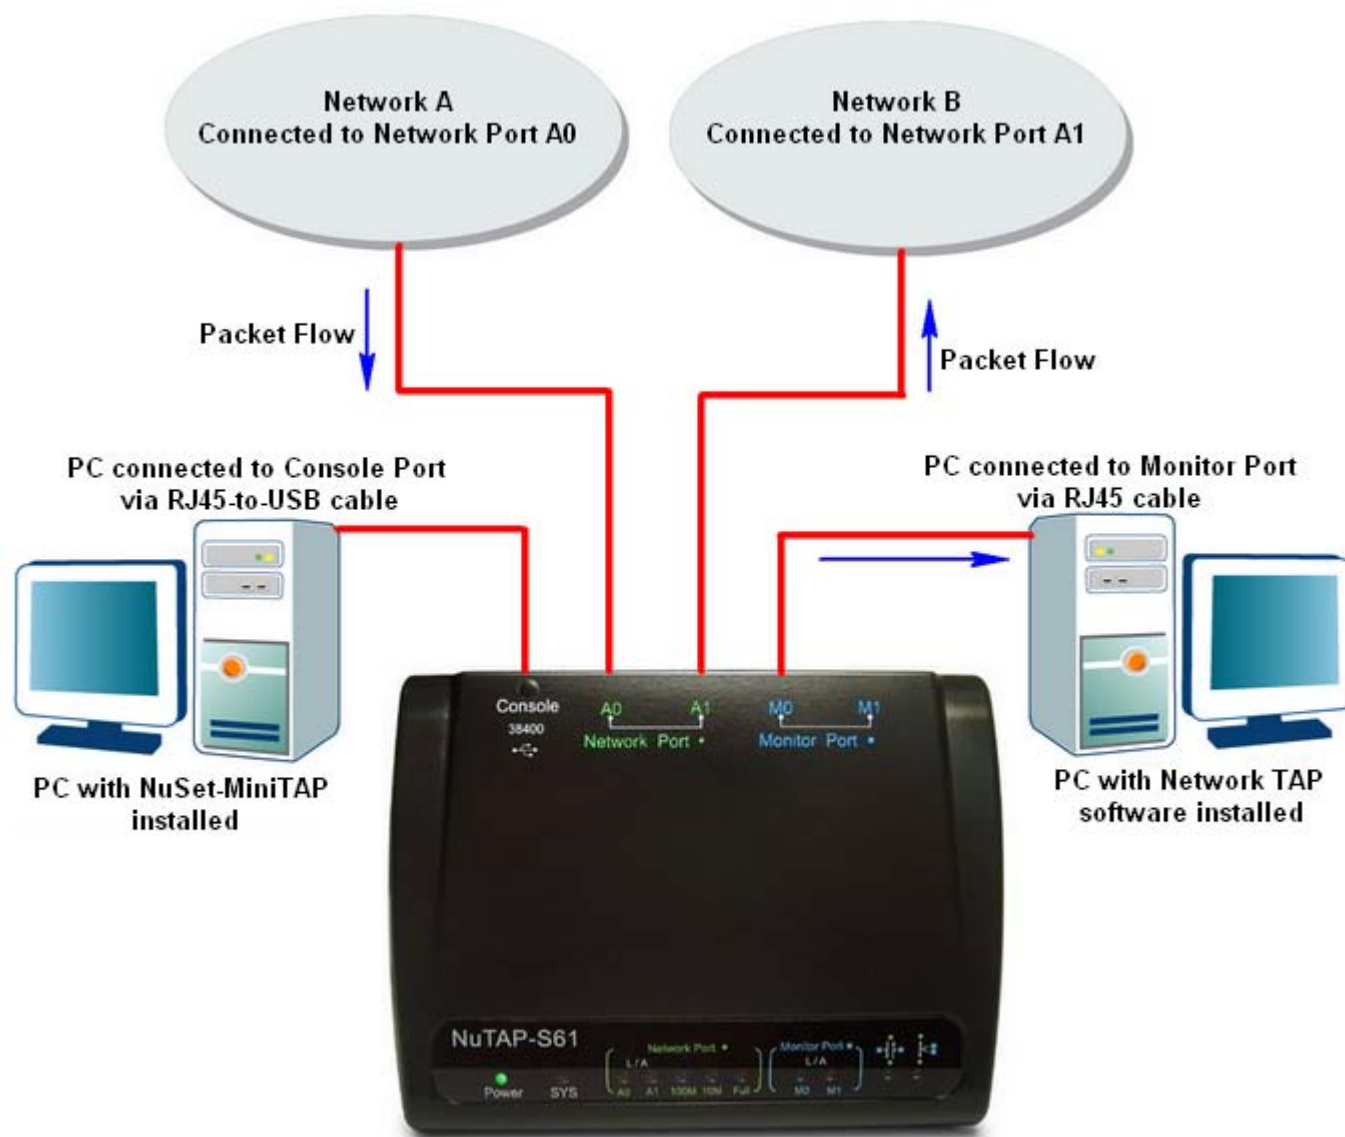 Network A
Connected to Network Port A0
Network B
Connected to Network Port A1
Packet Flow
Packet Flow
PC connected to Console Port
via RJ45-to-USB cable
PC connected to Monitor Port
via RJ45 cable
PC with NuSet-MiniTAP
installed
PC with Network TAP
software installed
Console
38400
A0 A1
Network Port
M0 M1
Monitor Port
NuTAP-S61
Power SYS
Network Port
L / A
A0 A1 100M 10M Full
Monitor Port
L / A
M0 M1